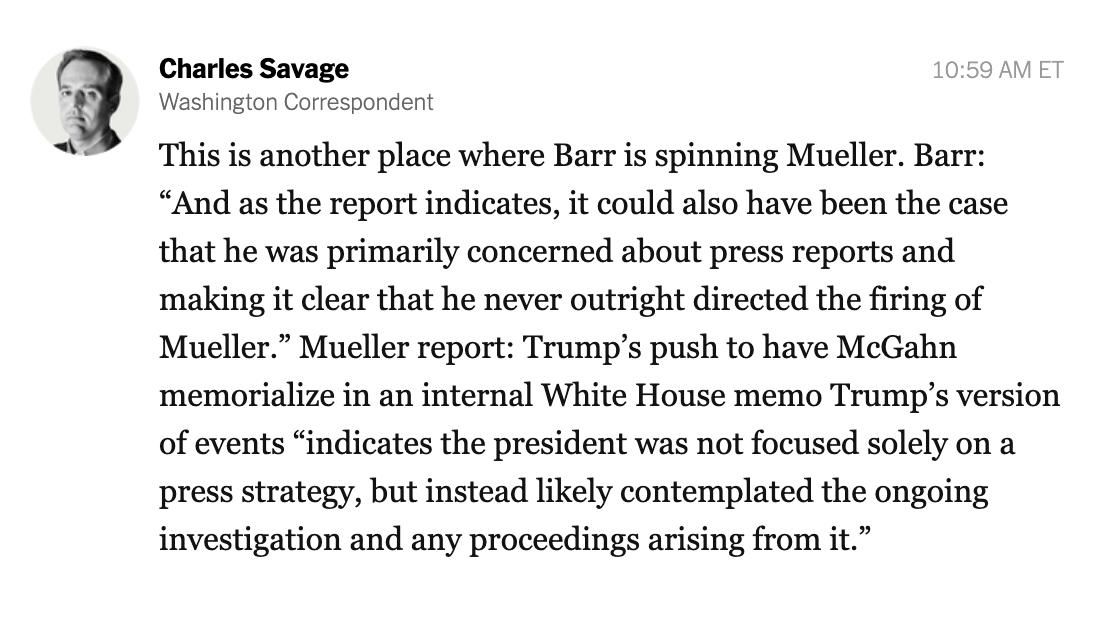 Charles Savage
10:59 AM ET
Washington Correspondent
This is another place where Barr is spinning Mueller. Barr:
“And as the report indicates, it could also have been the case
that he was primarily concerned about press reports and
making it clear that he never outright directed the firing of
Mueller.” Mueller report: Trump’s push to have McGahn
memorialize in an internal White House memo Trump’s version
of events “indicates the president was not focused solely on a
press strategy, but instead likely contemplated the ongoing
investigation and any proceedings arising from it.”